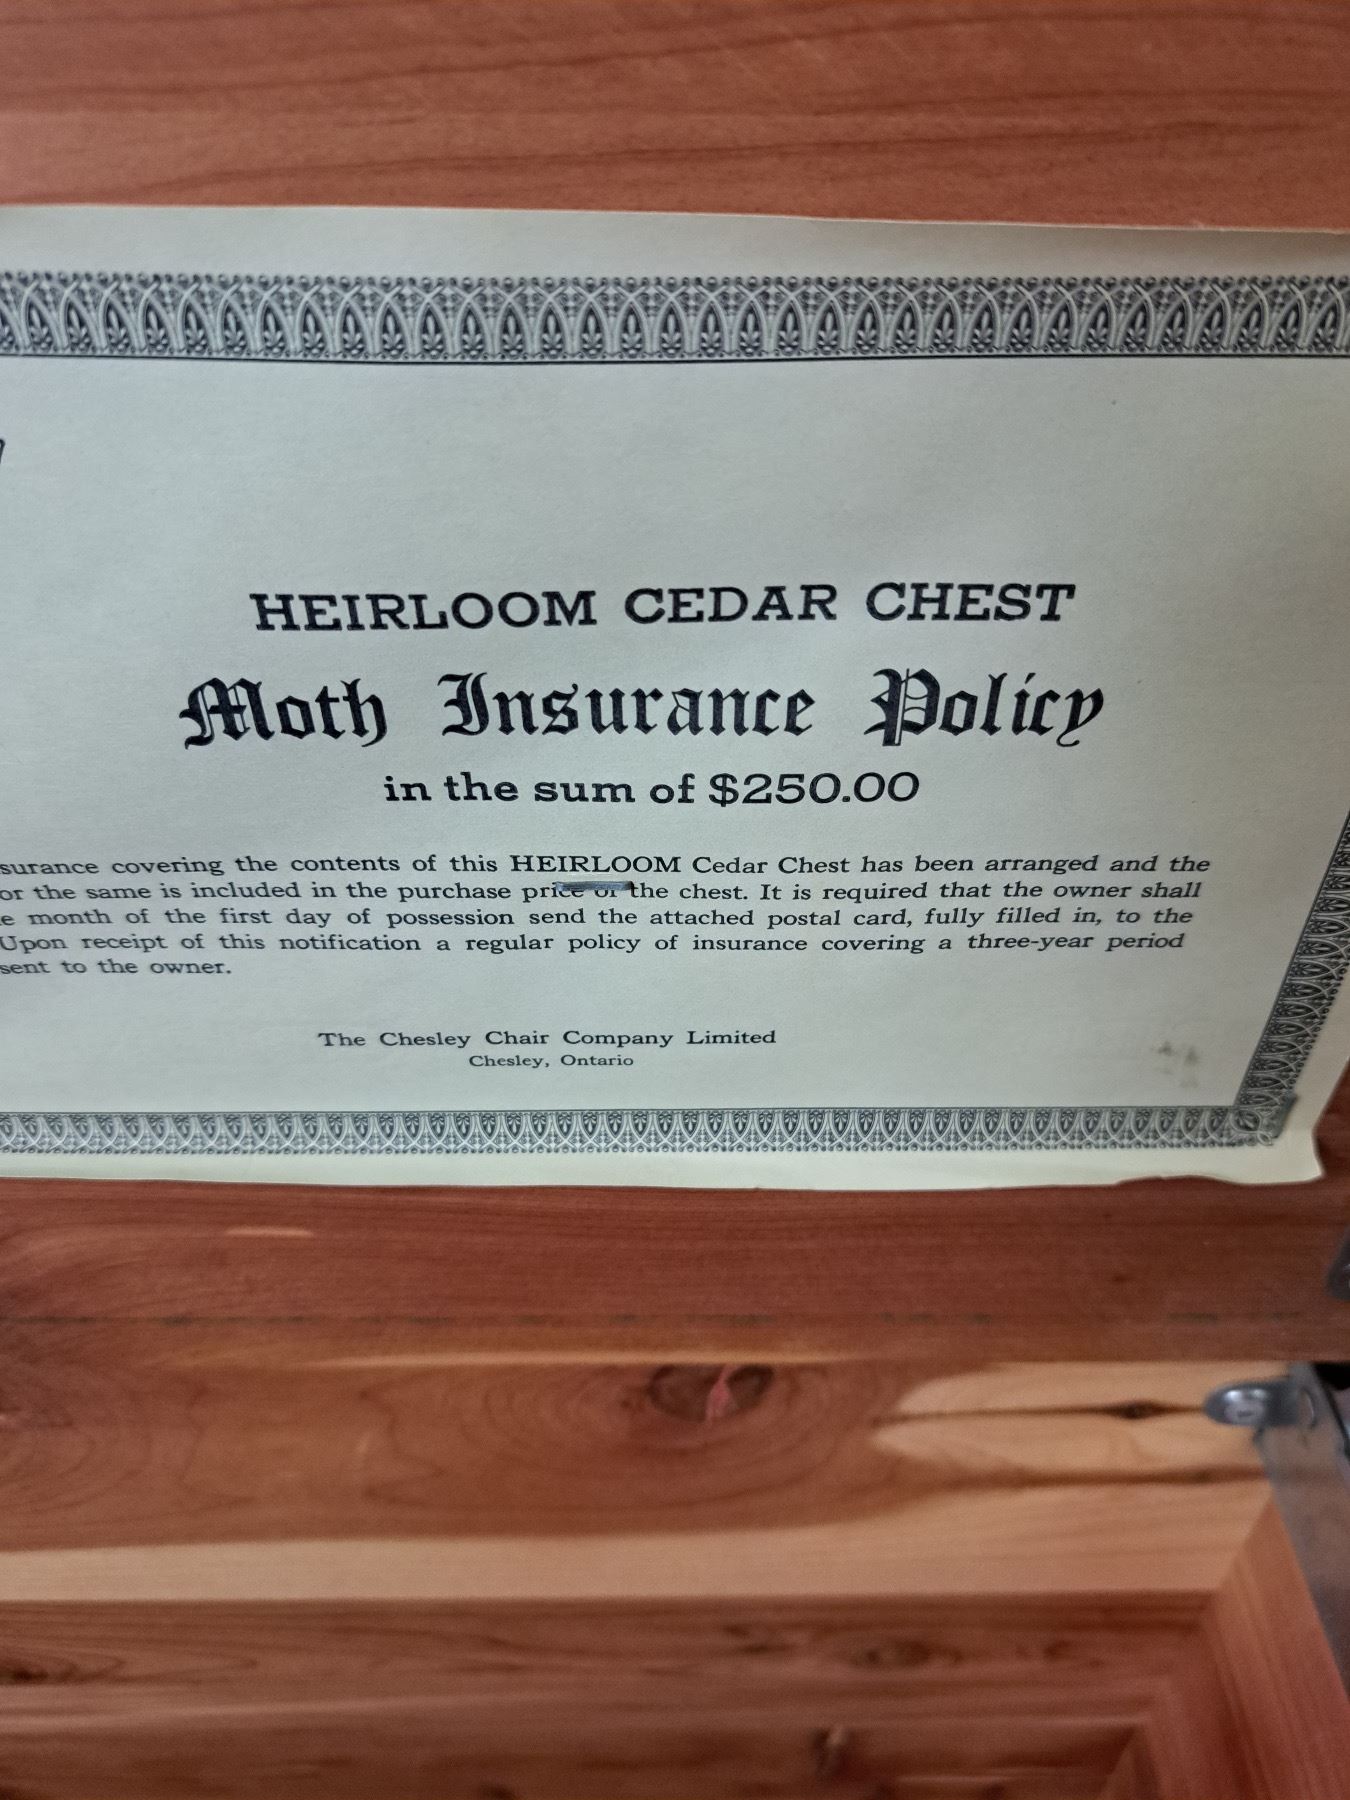 HEIRLOOM CEDAR CHEST
Moth Insurance Policy
in the sum of $250.00
surance covering the contents of this HEIRLOOM Cedar Chest has been arranged and the
or the same is included in the purchase price of the chest. It is required that the owner shall
e month of the first day of possession send the attached postal card, fully filled in, to the
Upon receipt of this notification a regular policy of insurance covering a three-year period
sent to the owner.
The Chesley Chair Company Limited
Chesley, Ontario